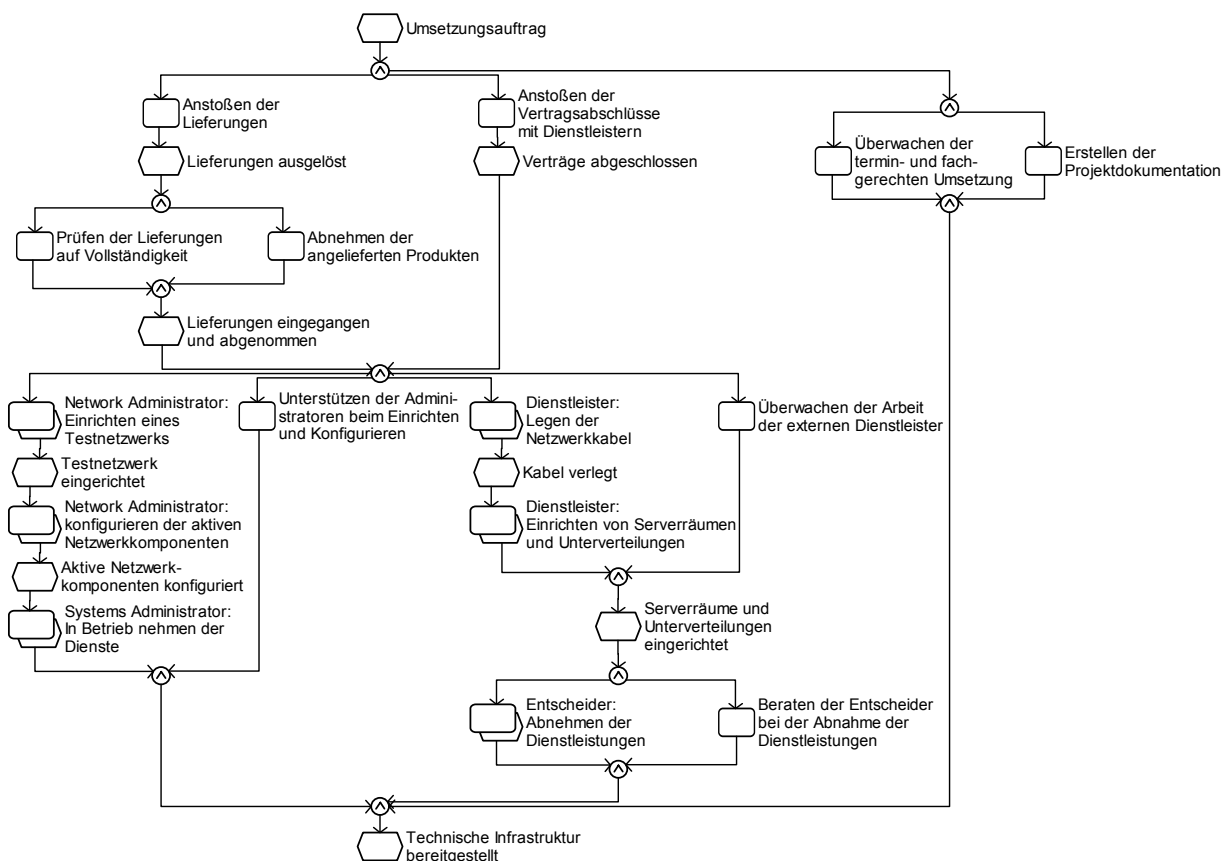 Umsetzungsauftrag
Anstoßen der
Lieferungen
Anstoßen der
Vertragsabschlüsse
mit Dienstleistern
Lieferungen ausgelöst
Verträge abgeschlossen
Überwachen der
termin- und fach-
gerechten Umsetzung
Erstellen der
Projektdokumentation
Prüfen der Lieferungen
auf Vollständigkeit
Abnehmen der
angelieferten Produkten
Lieferungen eingegangen
und abgenommen
Network Administrator:
Einrichten eines
Testnetzwerks
Unterstützen der Admini-
stratoren beim Einrichten
und Konfigurieren
Dienstleister:
Legen der
Netzwerkkabel
Überwachen der Arbeit
der externen Dienstleister
Testnetzwerk
eingerichtet
Kabel verlegt
Network Administrator:
konfigurieren der aktiven
Netzwerkkomponenten
Dienstleister:
Einrichten von Serverräumen
und Unterverteilungen
Aktive Netzwerk-
komponenten konfiguriert
Systems Administrator:
In Betrieb nehmen der
Dienste
Serverräume und
Unterverteilungen
eingerichtet
Entscheider:
Abnehmen der
Dienstleistungen
Beraten der Entscheider
bei der Abnahme der
Dienstleistungen
Technische Infrastruktur
bereitgestellt